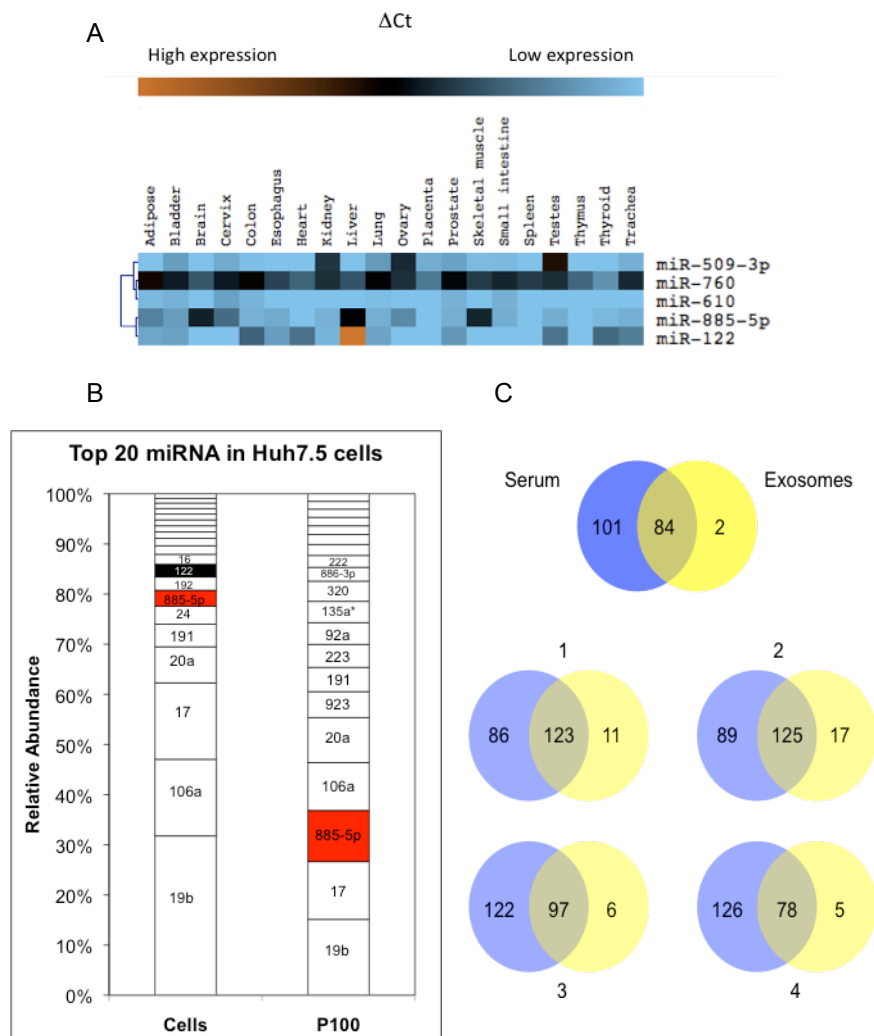 A
ΔCt
High expression
Low expression
Adipose
Bladder
Brain
Cervix
Colon
Esophagus
Heart
Kidney
Liver
Lung
Ovary
Placenta
Prostate
Skeletal muscle
Small intestine
Spleen
Testes
Thymus
Thyroid
Trachea
miR-509-3p
miR-760
miR-610
miR-885-5p
miR-122
B
Top 20 miRNA in Huh7.5 cells
Relative Abundance
100%
90%
80%
70%
60%
50%
40%
30%
20%
10%
0%
16
122
192
885-5p
24
191
20a
17
106a
19b
222
886-3p
320
135a*
92a
223
191
923
20a
106a
885-5p
17
19b
Cells
P100
C
Serum
Exosomes
101 84 2
1
86 123 11
2
89 125 17
122 97 6
3
126 78 5
4